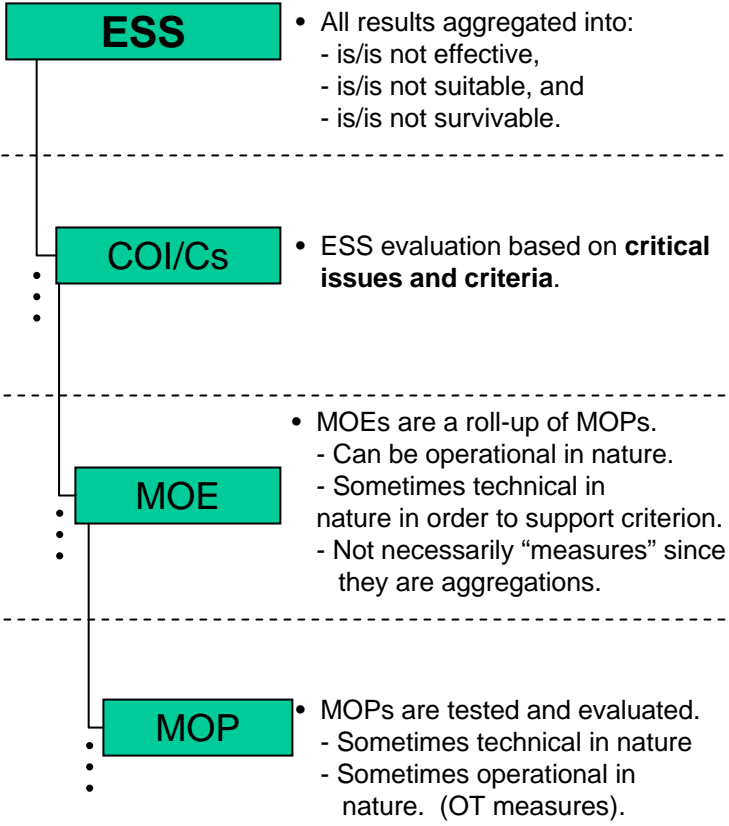 ESS
• All results aggregated into:
- is/is not effective,
- is/is not suitable, and
- is/is not survivable.
COI/Cs
• ESS evaluation based on critical
issues and criteria.
MOE
• MOEs are a roll-up of MOPs.
- Can be operational in nature.
- Sometimes technical in
nature in order to support criterion.
- Not necessarily “measures” since
they are aggregations.
MOP
• MOPs are tested and evaluated.
- Sometimes technical in nature
- Sometimes operational in
nature. (OT measures).